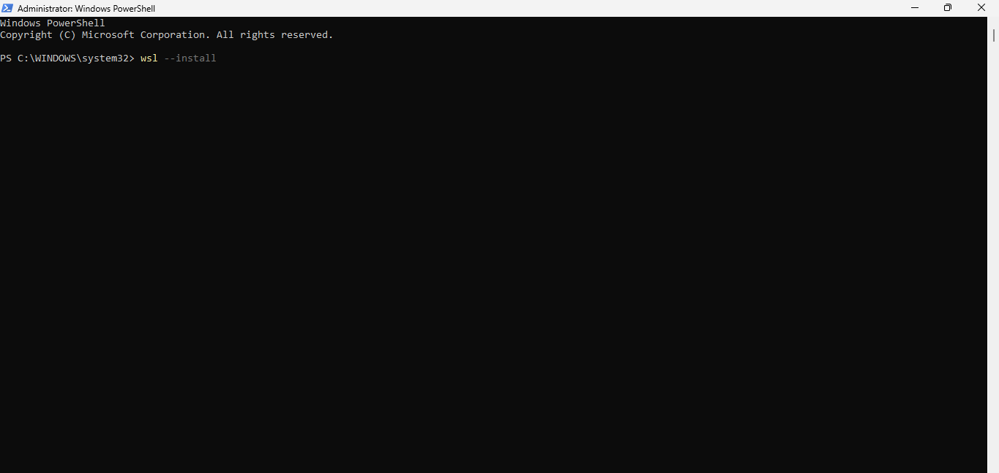 Administrator: Windows PowerShell
Windows PowerShell
Copyright (C) Microsoft Corporation. All rights reserved.
PS C:\WINDOWS\system32> wsl --install